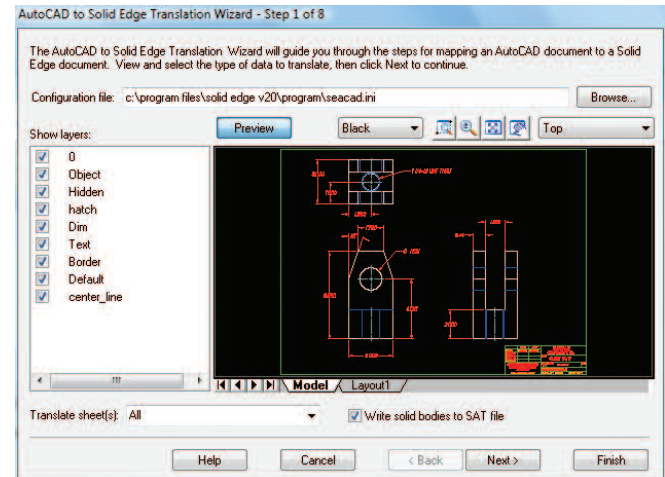 AutoCAD to Solid Edge Translation Wizard - Step 1 of 8
The AutoCAD to Solid Edge Translation Wizard will guide you through the steps for mapping an AutoCAD document to a Solid
Edge document. View and select the type of data to translate, then click Next to continue.
Configuration file: c:\program files\solid edge v20\program\seacad.ini Browse...
Show layers: Preview Black Top
0
Object
Hidden
hatch
Dim
Text
Border
Default
center_line
Model Layout1
Translate sheet(s): All Write solid bodies to SAT file
Help Cancel < Back Next > Finish